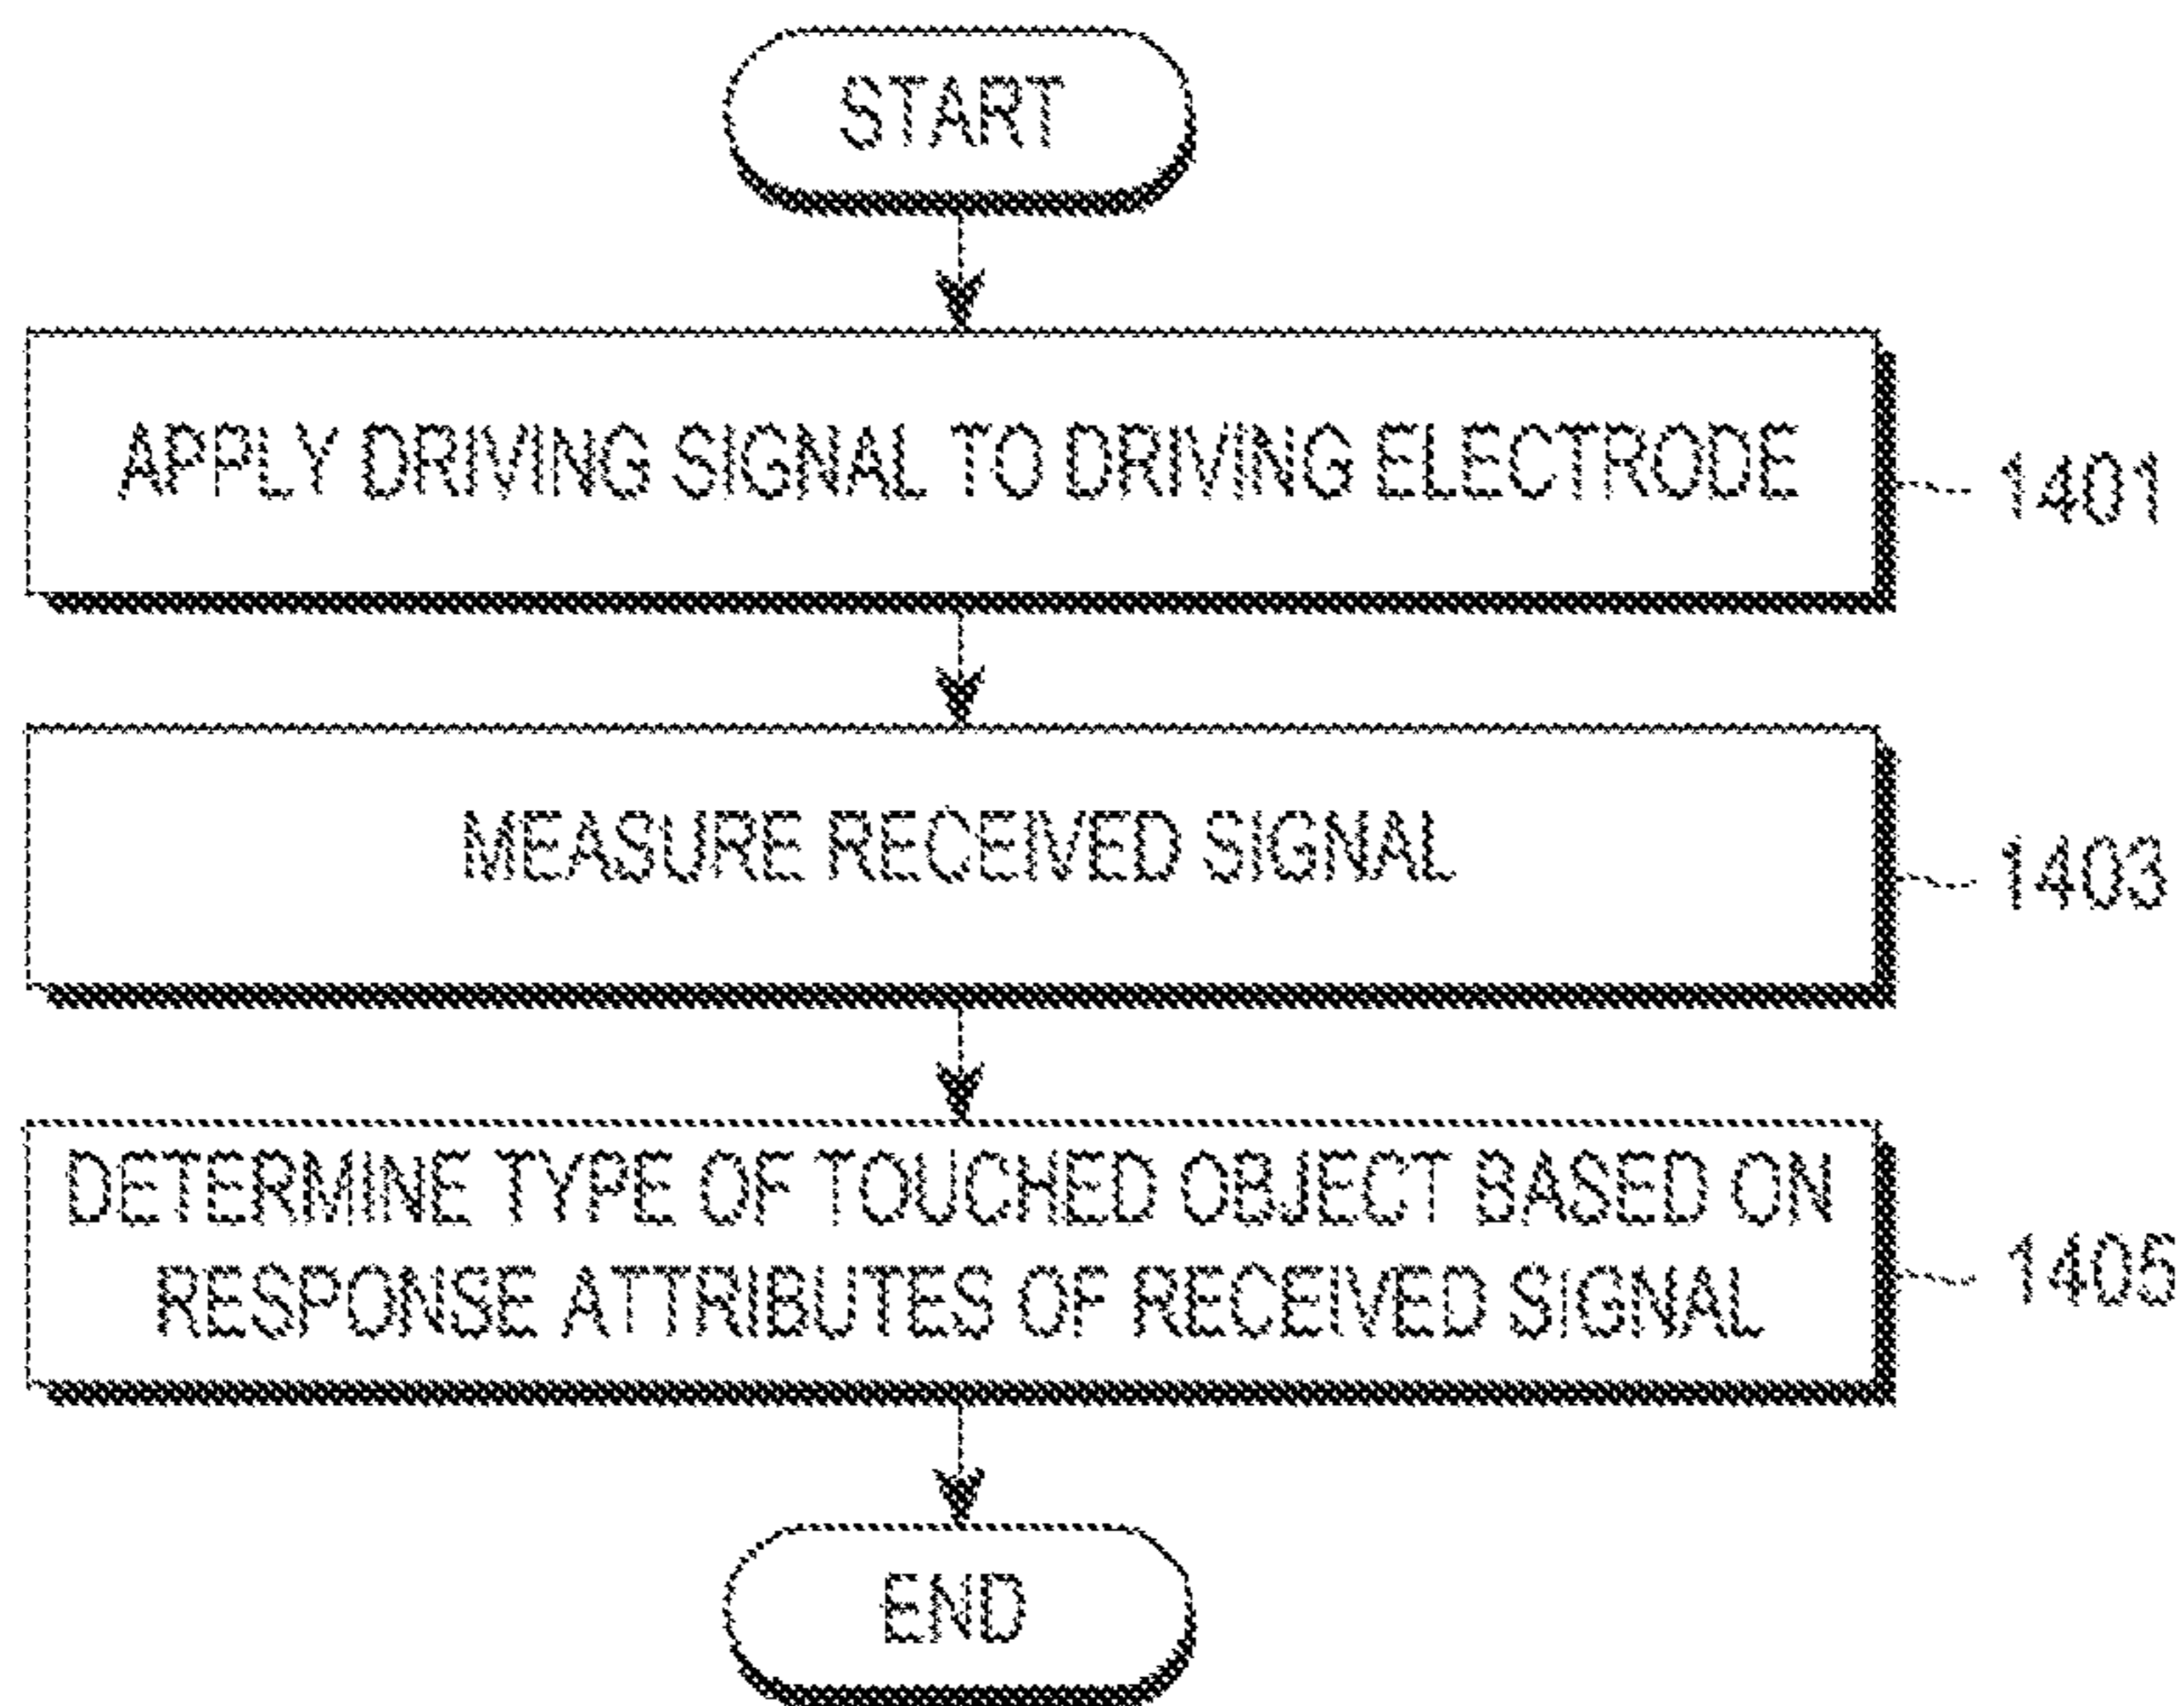 START
APPLY DRIVING SIGNAL TO DRIVING ELECTRODE
1401
MEASURE RECEIVED SIGNAL
1403
DETERMINE TYPE OF TOUCHED OBJECT BASED ON
RESPONSE ATTRIBUTES OF RECEIVED SIGNAL
1405
END